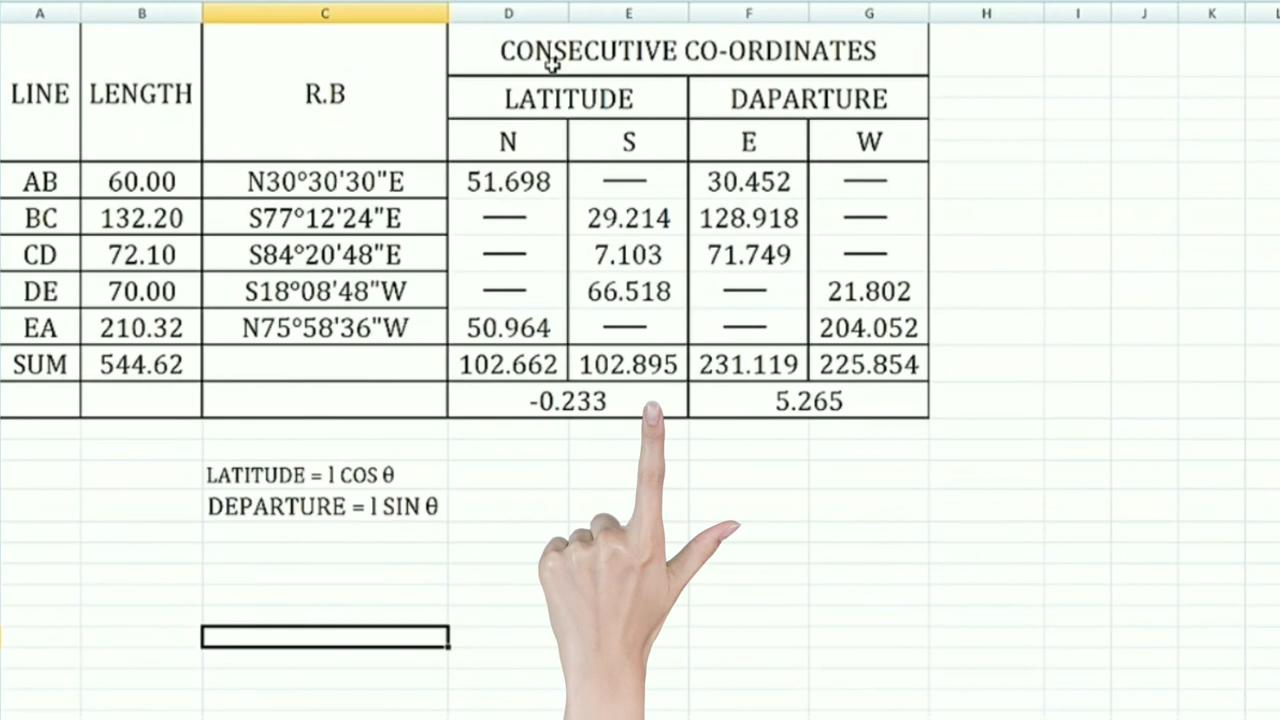 A B C D E F G H I J K L
CONSECUTIVE CO-ORDINATES
LINE LENGTH R.B LATITUDE DAPARTURE
N S E W
AB 60.00 N30°30'30"E 51.698 — 30.452 —
BC 132.20 S77°12'24"E — 29.214 128.918 —
CD 72.10 S84°20'48"E — 7.103 71.749 —
DE 70.00 S18°08'48"W — 66.518 — 21.802
EA 210.32 N75°58'36"W 50.964 — — 204.052
SUM 544.62 102.662 102.895 231.119 225.854
-0.233 5.265
LATITUDE = l COS θ
DEPARTURE = l SIN θ